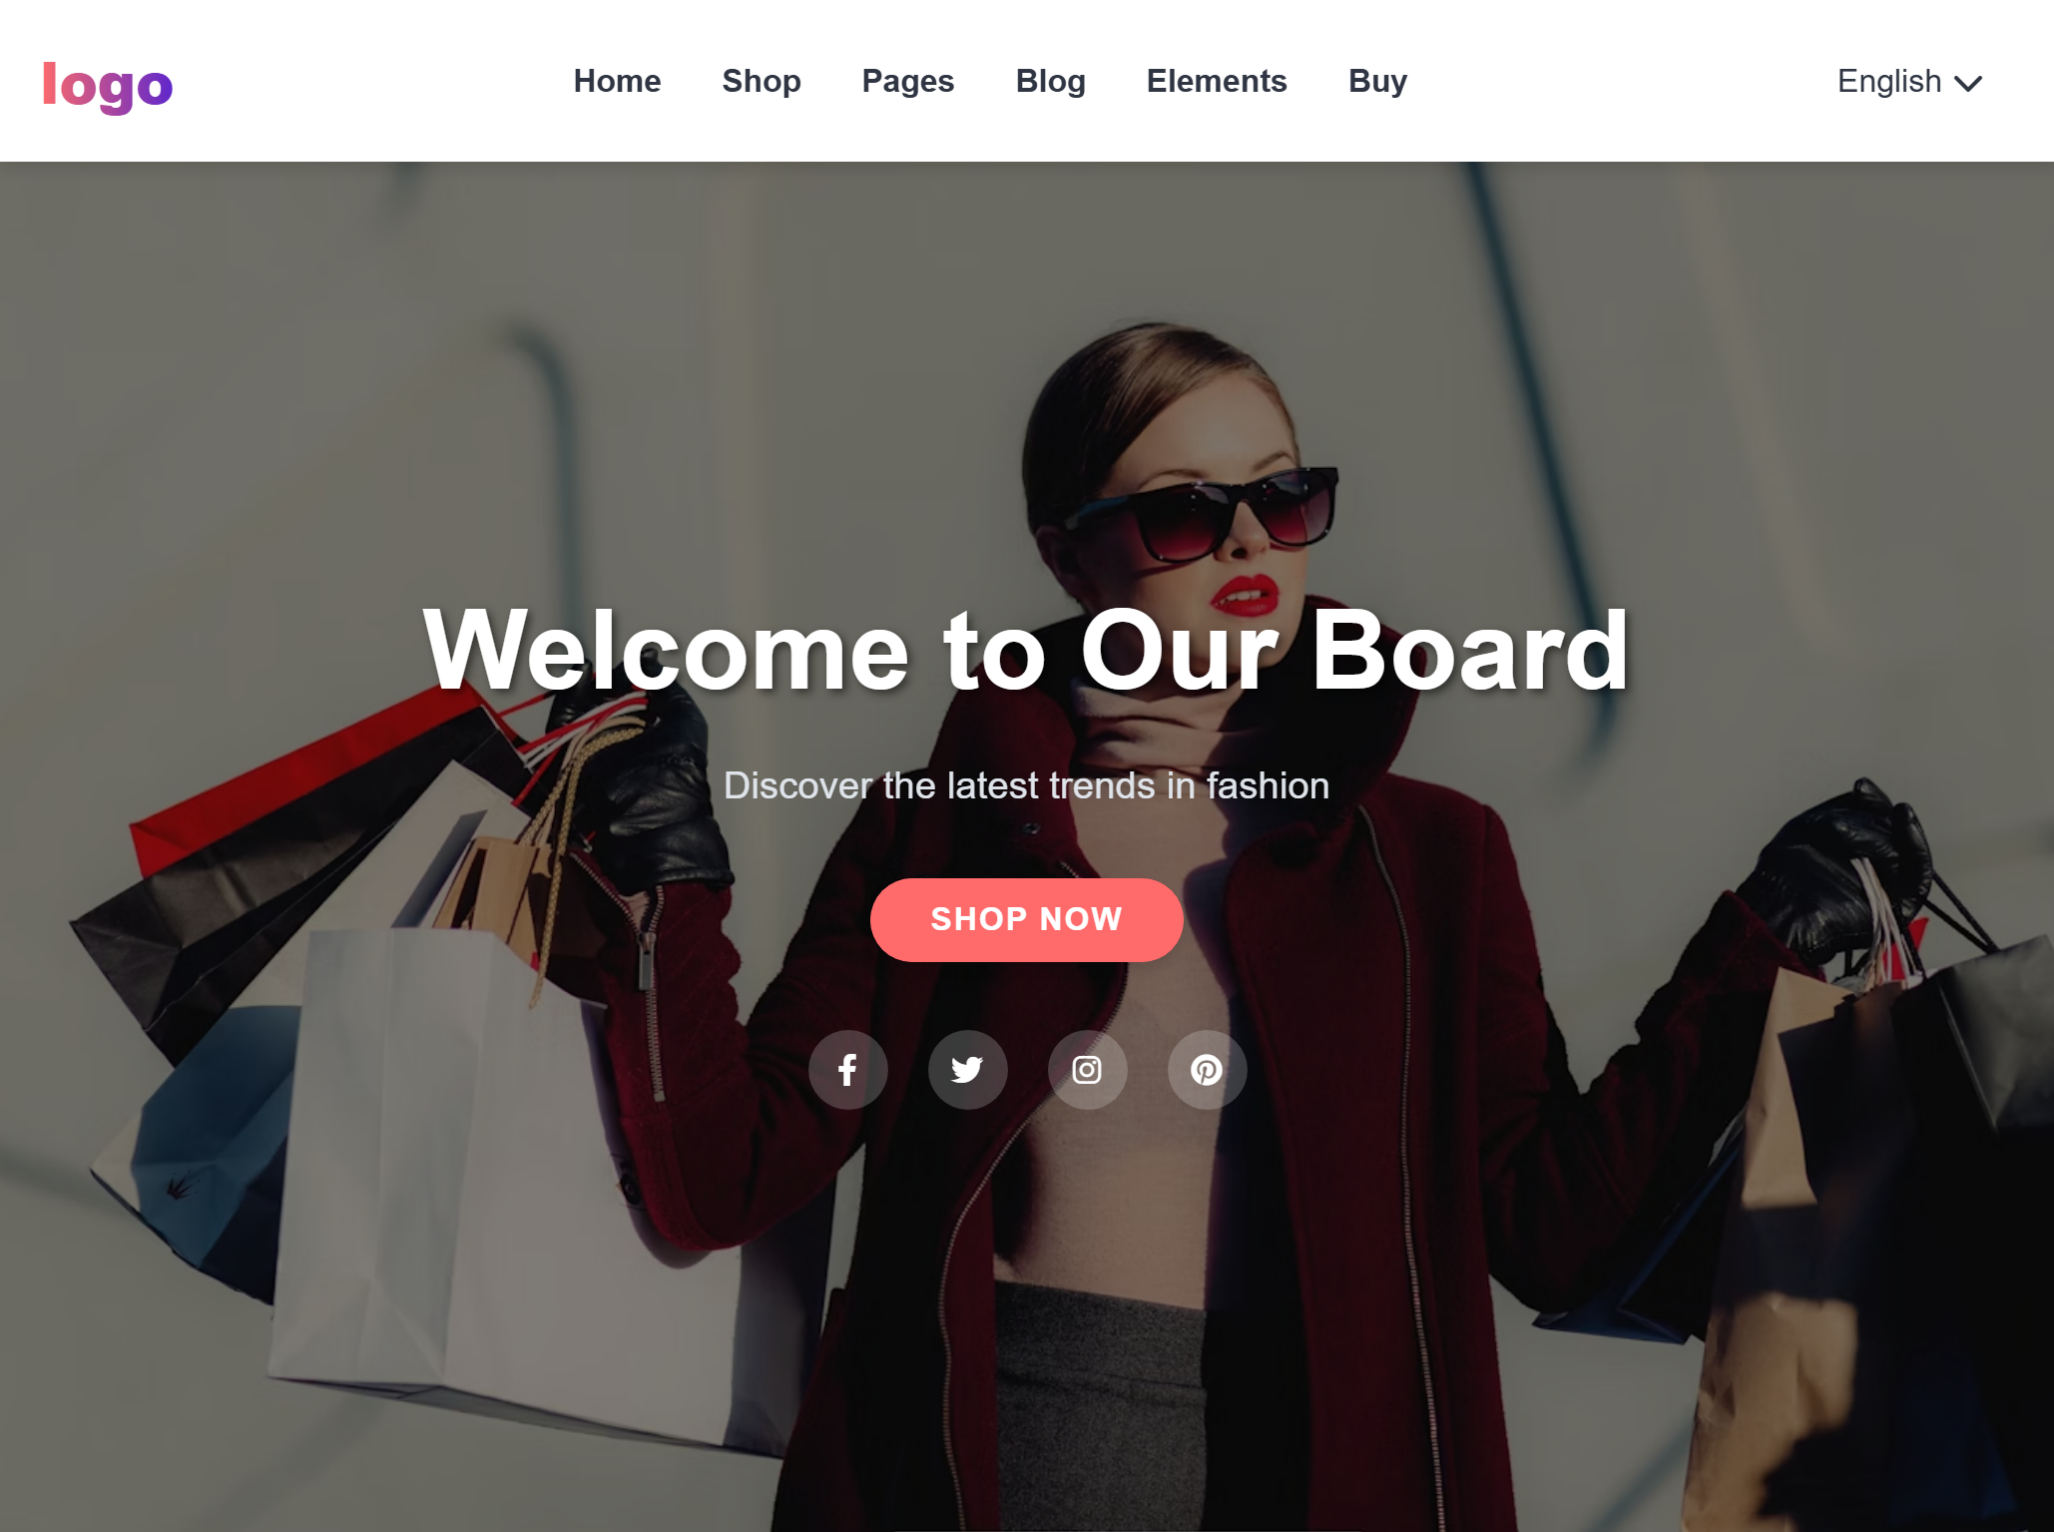 logo
Home Shop Pages Blog Elements Buy
English
Welcome to Our Board
Discover the latest trends in fashion
SHOP NOW